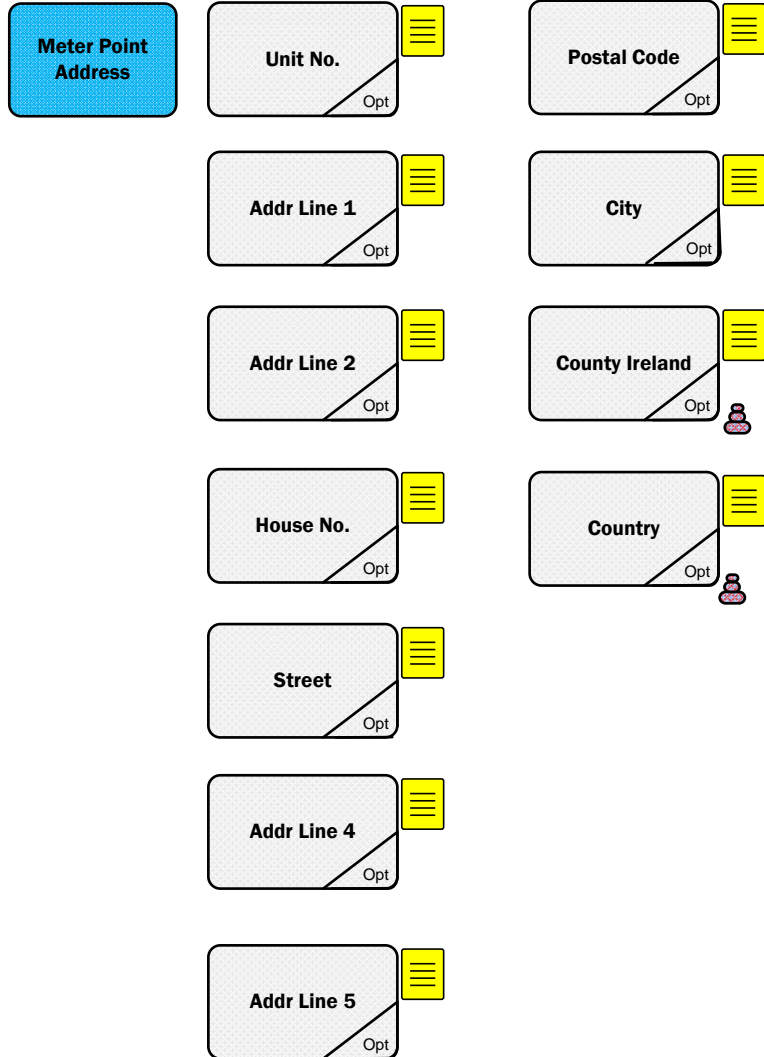 Meter Point
Address
Unit No.
Opt
Addr Line 1
Opt
Addr Line 2
Opt
House No.
Opt
Street
Opt
Addr Line 4
Opt
Addr Line 5
Opt
Postal Code
Opt
City
Opt
County Ireland
Opt
Country
Opt